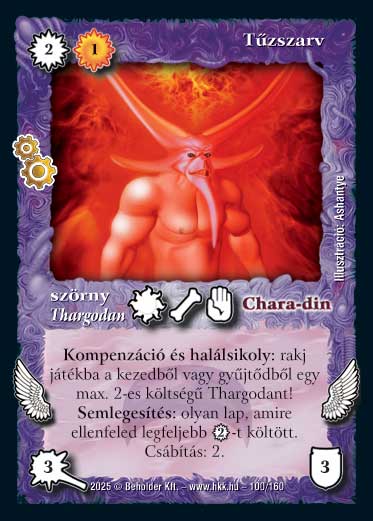 2 1 Tűzszarv
Illusztráció: Ashantye
szörny
Thargodan
Chara-din
Kompenzáció és halálsikoly: rakj
játékba a kezedből vagy gyűjtődből egy
max. 2-es költségű Thargodant!
Semlegesítés: olyan lap, amire
ellenfeled legfeljebb 2-t költött.
Csábítás: 2.
3 3
2025 © Beholder Kft. – www.hkk.hu – 100/160